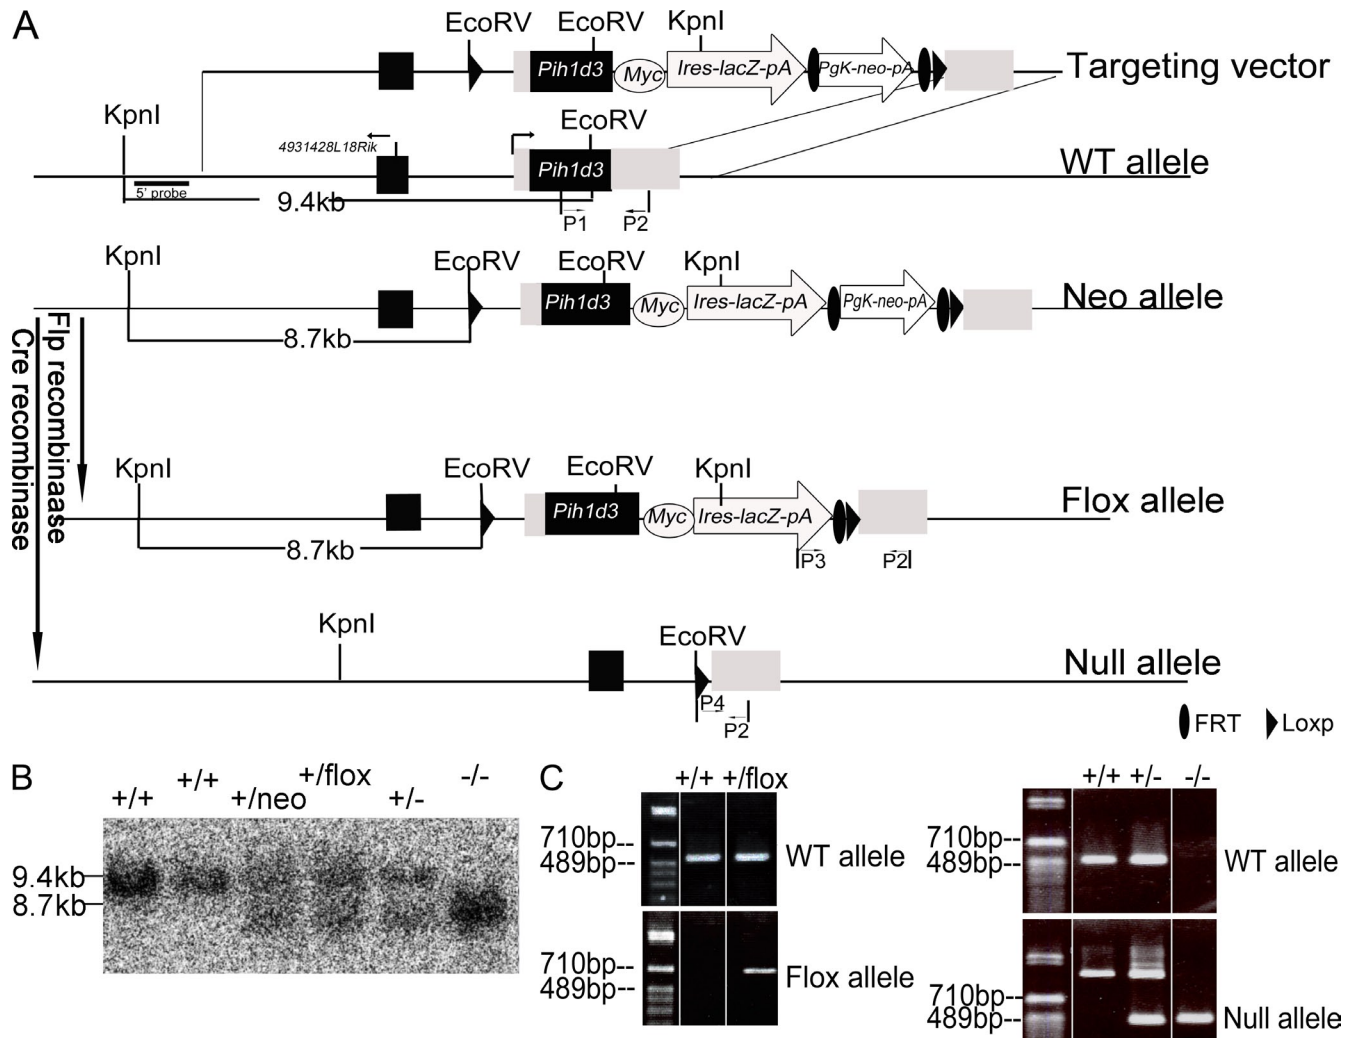 A
EcoRV EcoRV KpnI
Pih1d3 Myc Ires-lacZ-pA PgK-neo-pA Targeting vector
KpnI EcoRV
4931428L18Rik
Pih1d3 WT allele
5' probe
9.4kb
P1 P2
KpnI EcoRV EcoRV KpnI
Pih1d3 Myc Ires-lacZ-pA PgK-neo-pA Neo allele
8.7kb
Flp recombinaase
Cre recombinase
KpnI EcoRV EcoRV KpnI
Pih1d3 Myc Ires-lacZ-pA Flox allele
8.7kb
P3 P2
KpnI EcoRV
Null allele
P4
P2
FRT Loxp
B
+/+ +/+ +/neo +/flox +/- -/-
9.4kb
8.7kb
C
+/+ +/flox
710bp--
489bp--
WT allele
710bp--
489bp--
Flox allele
+/+ +/- -/-
710bp--
489bp--
WT allele
710bp--
489bp--
Null allele